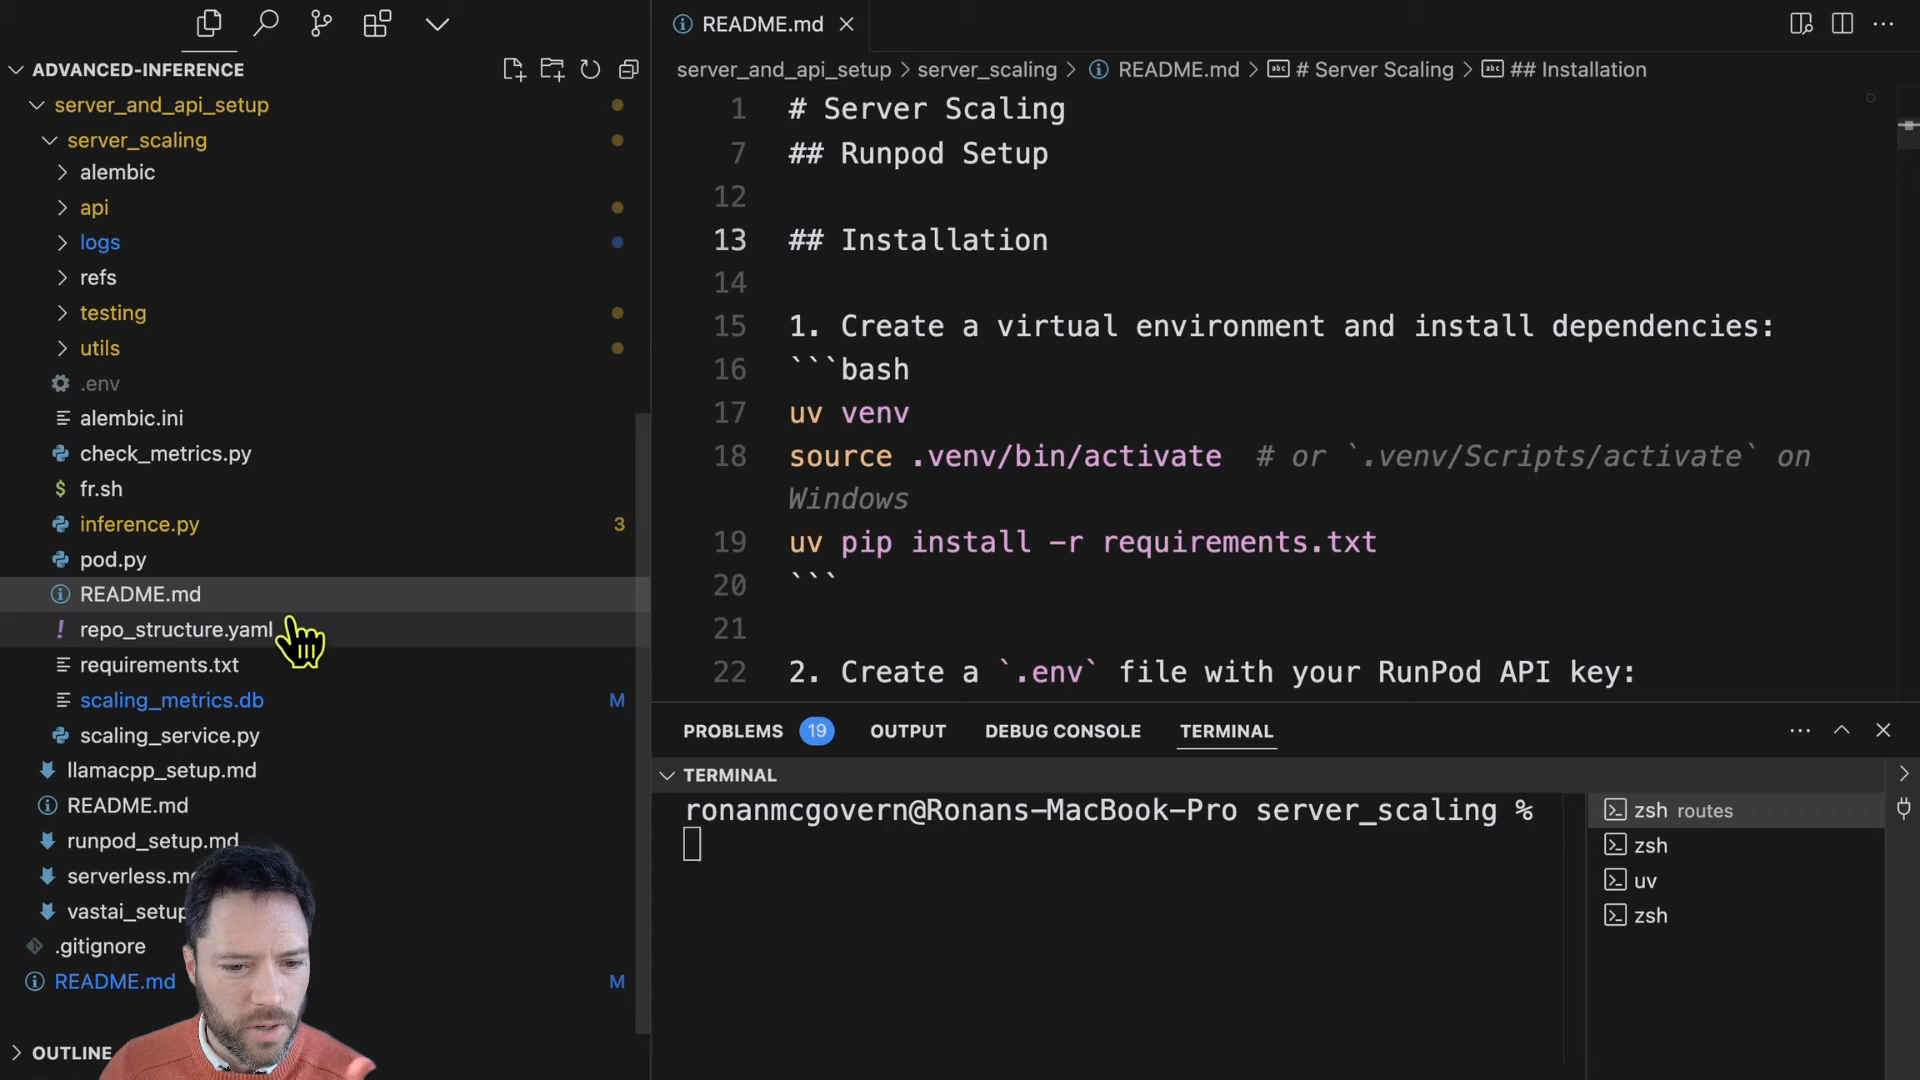 ADVANCED-INFERENCE
server_and_api_setup
server_scaling
alembic
api
logs
refs
testing
utils
.env
alembic.ini
check_metrics.py
$ fr.sh
inference.py 3
pod.py
README.md
! repo_structure.yaml
requirements.txt
scaling_metrics.db M
scaling_service.py
llamacpp_setup.md
README.md
runpod_setup.md
serverless.m
vastai_setup
.gitignore
README.md M
OUTLINE
README.md
server_and_api_setup > server_scaling > README.md > # Server Scaling > ## Installation
1 # Server Scaling
7 ## Runpod Setup
12
13 ## Installation
14
15 1. Create a virtual environment and install dependencies:
16 ```bash
17 uv venv
18 source .venv/bin/activate # or `.venv/Scripts/activate` on
Windows
19 uv pip install -r requirements.txt
20 ```
21
22 2. Create a `.env` file with your RunPod API key:
PROBLEMS 19 OUTPUT DEBUG CONSOLE TERMINAL
TERMINAL
ronanmcgovern@Ronans-MacBook-Pro server_scaling %
zsh routes
zsh
uv
zsh